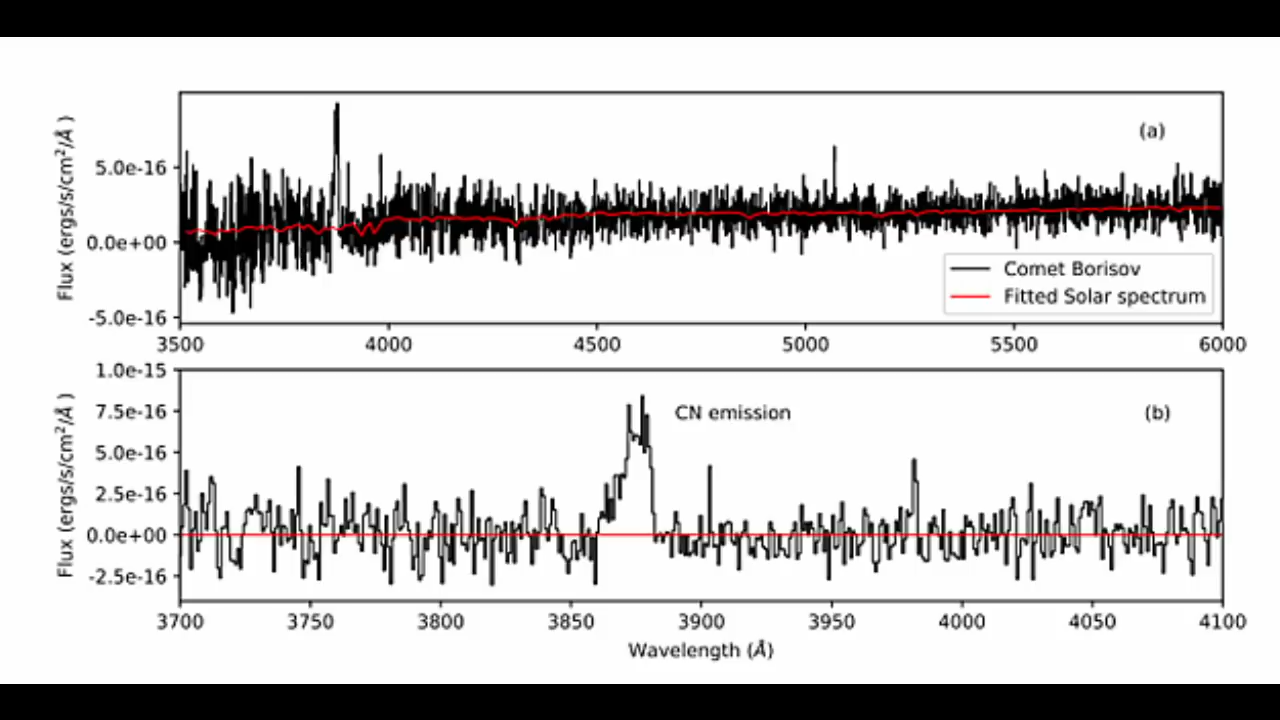 Flux (ergs/s/cm²/Å )
5.0e-16
0.0e+00
-5.0e-16
(a)
Comet Borisov
Fitted Solar spectrum
3500 4000 4500 5000 5500 6000
Flux (ergs/s/cm²/Å )
1.0e-15
7.5e-16
5.0e-16
2.5e-16
0.0e+00
-2.5e-16
CN emission (b)
3700 3750 3800 3850 3900 3950 4000 4050 4100
Wavelength (Å)